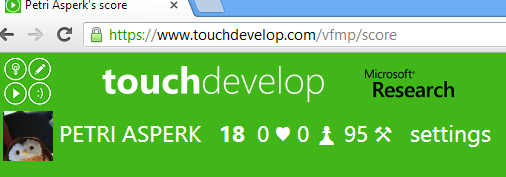 Petri Asperk's score
https://www.touchdevelop.com/vfmp/score
touchdevelop
Microsoft®
Research
PETRI ASPERK 18 0 ♥ 0 95 settings